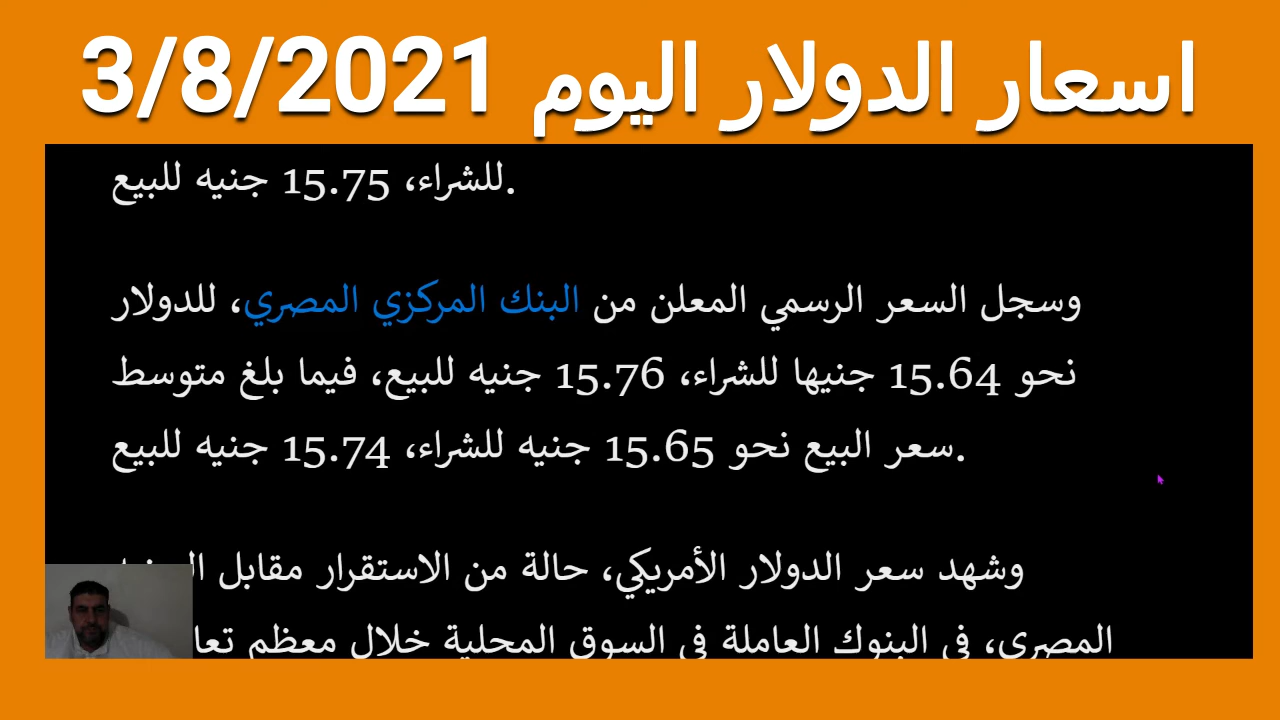 اسعار الدولار اليوم 3/8/2021
للشراء، 15.75 جنيه للبيع.
وسجل السعر الرسمي المعلن من البنك المركزي المصري، للدولار
نحو 15.64 جنيها للشراء، 15.76 جنيه للبيع، فيما بلغ متوسط
سعر البيع نحو 15.65 جنيه للشراء، 15.74 جنيه للبيع.
وشهد سعر الدولار الأمريكي، حالة من الاستقرار مقابل
المصري، في البنوك العاملة في السوق المحلية خلال معظم